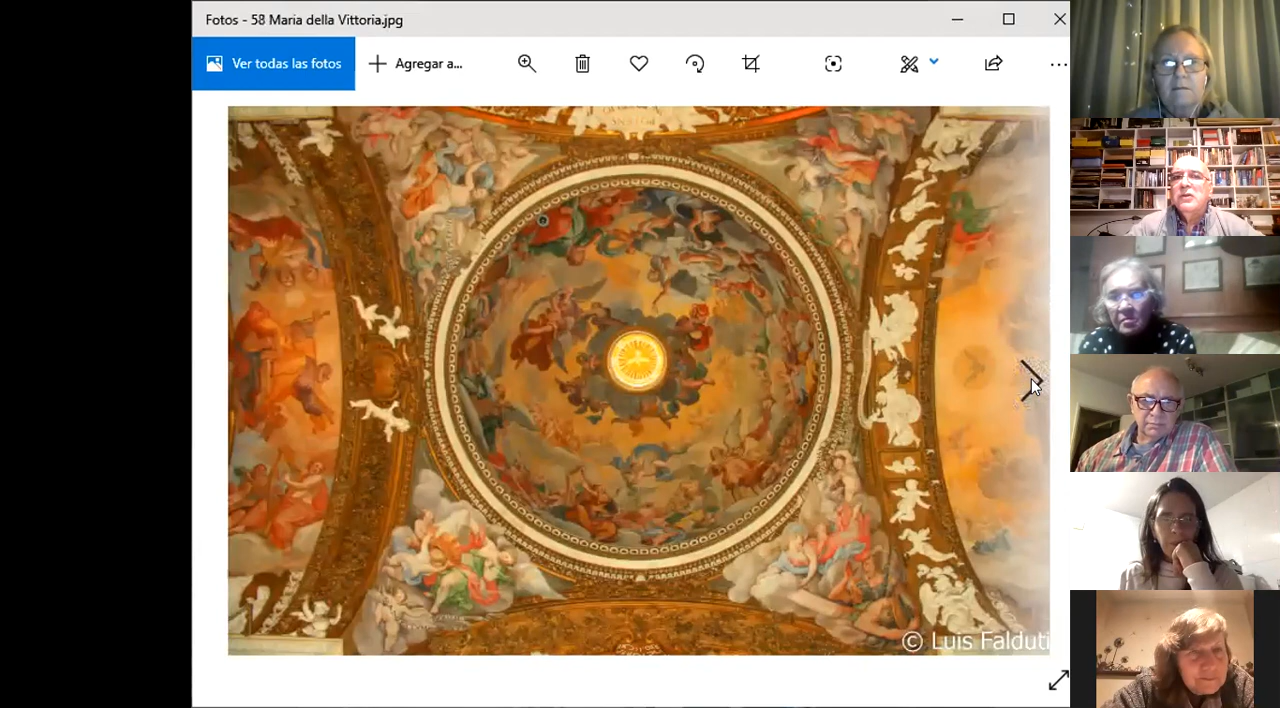 Fotos - 58 Maria della Vittoria.jpg
Ver todas las fotos
Agregar a...
© Luis Falduti